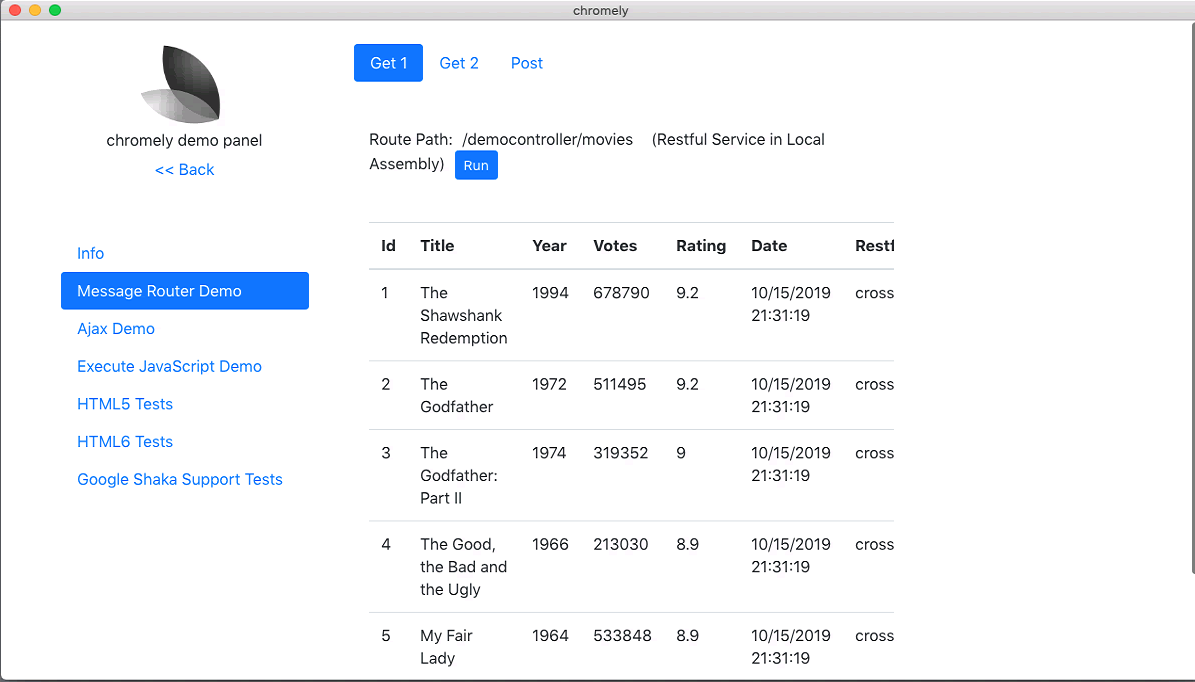 chromely
chromely demo panel
<< Back
Info
Message Router Demo
Ajax Demo
Execute JavaScript Demo
HTML5 Tests
HTML6 Tests
Google Shaka Support Tests
Get 1 Get 2 Post
Route Path: /democontroller/movies (Restful Service in Local
Assembly) Run
Id Title Year Votes Rating Date Restf
1 The 1994 678790 9.2 10/15/2019 cross
Shawshank 21:31:19
Redemption
2 The 1972 511495 9.2 10/15/2019 cross
Godfather 21:31:19
3 The 1974 319352 9 10/15/2019 cross
Godfather: 21:31:19
Part II
4 The Good, 1966 213030 8.9 10/15/2019 cross
the Bad and 21:31:19
the Ugly
5 My Fair 1964 533848 8.9 10/15/2019 cross
Lady 21:31:19